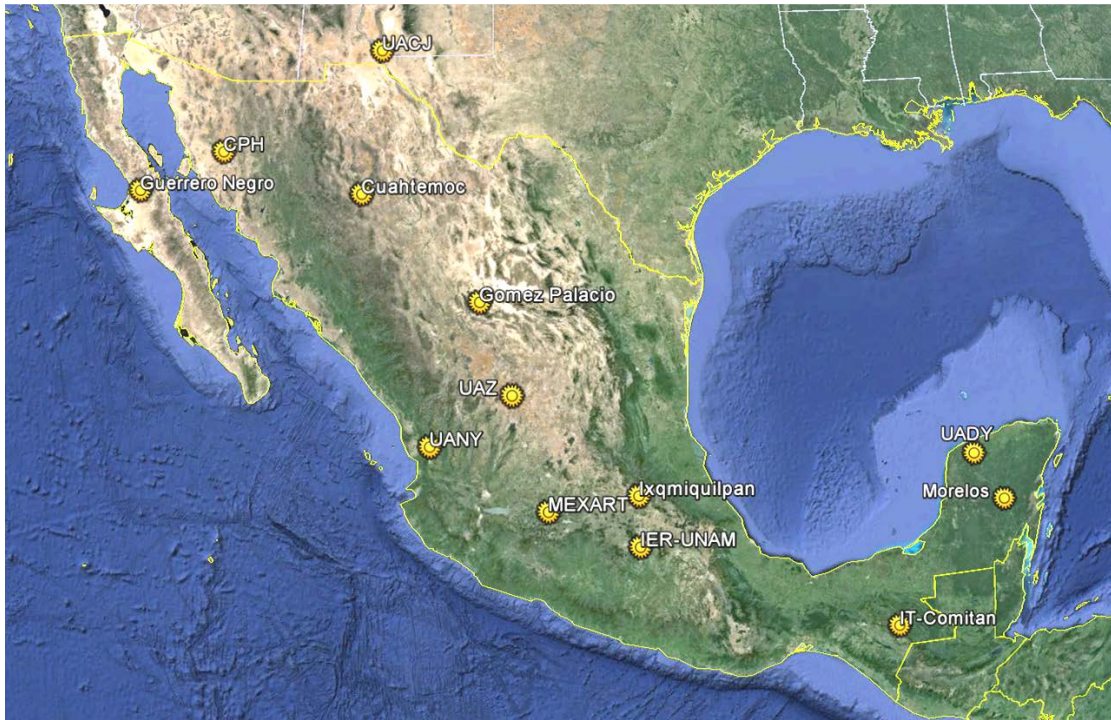 UACJ
CPH
Guerrero Negro
Cuahtemoc
Gomez Palacio
UAZ
UANY
UADY
Ixqmiquilpan
Morelos
MEXART
IER-UNAM
IT-Comitan